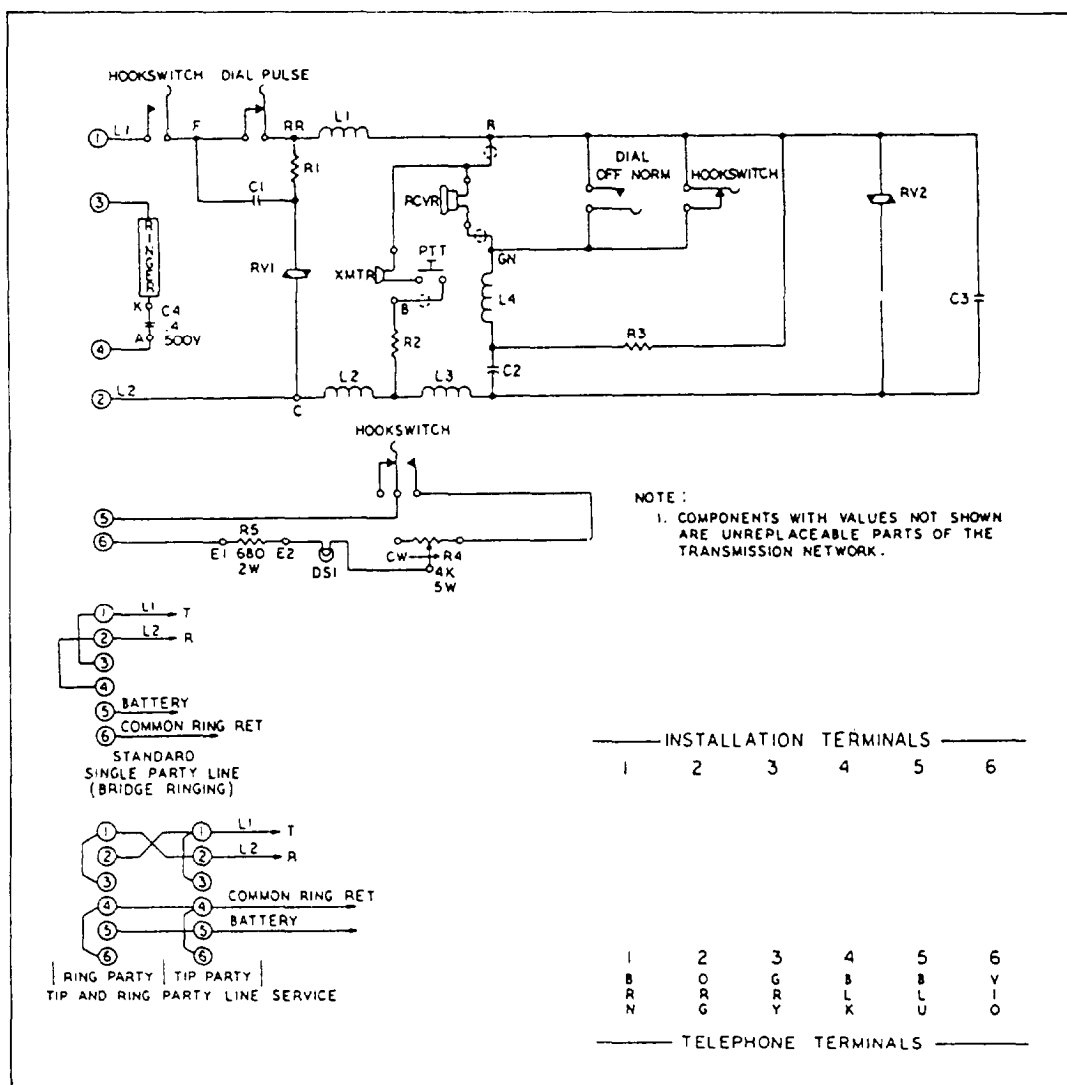 HOOKSWITCH DIAL PULSE
1 L1 F RR L1 R
R1
C1
DIAL
OFF NORM
HOOKSWITCH
RCVR
RV2
3
RINGER
RV1
XMTR
PTT
GN
K
C4
.4
500V
A
B
L4
C3
4
R2
R3
C2
2 L2 C L2 L3
HOOKSWITCH
5
6 E1 R5 E2
680
2W
DS1
CW R4
4K
5W
NOTE:
1. COMPONENTS WITH VALUES NOT SHOWN
ARE UNREPLACEABLE PARTS OF THE
TRANSMISSION NETWORK.
1 L1 T
2 L2 R
3
4
5 BATTERY
6 COMMON RING RET
STANDARD
SINGLE PARTY LINE
(BRIDGE RINGING)
1 1 L1 T
2 2 L2 R
3 3
4 4 COMMON RING RET
5 5 BATTERY
6 6
RING PARTY TIP PARTY
TIP AND RING PARTY LINE SERVICE
INSTALLATION TERMINALS
1 2 3 4 5 6
1 2 3 4 5 6
BRN ORG GRY BLK BLU VIO
TELEPHONE TERMINALS